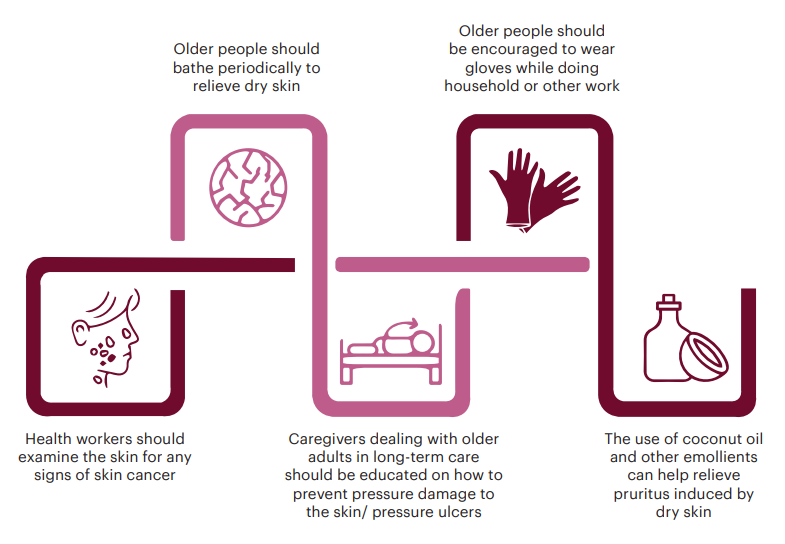 Older people should
bathe periodically to
relieve dry skin
Older people should
be encouraged to wear
gloves while doing
household or other work
Health workers should
examine the skin for any
signs of skin cancer
Caregivers dealing with older
adults in long-term care
should be educated on how to
prevent pressure damage to
the skin/ pressure ulcers
The use of coconut oil
and other emollients
can help relieve
pruritus induced by
dry skin